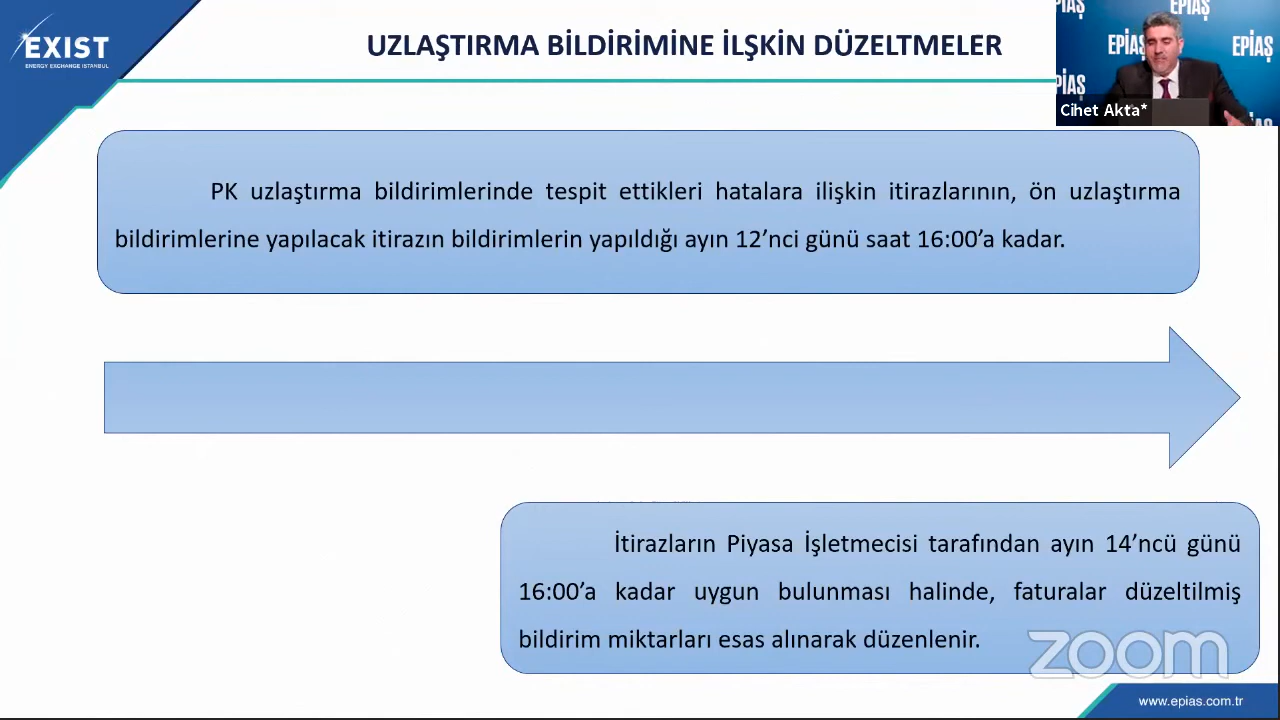 EXIST
ENERGY EXCHANGE ISTANBUL
UZLAŞTIRMA BİLDİRİMİNE İLŞKİN DÜZELTMELER
EPİAŞ
EPİAŞ
EPİAŞ
EPİAŞ
Cihet Akta*
PK uzlaştırma bildirimlerinde tespit ettikleri hatalara ilişkin itirazlarının, ön uzlaştırma
bildirimlerine yapılacak itirazın bildirimlerin yapıldığı ayın 12’nci günü saat 16:00’a kadar.
İtirazların Piyasa İşletmecisi tarafından ayın 14’ncü günü
16:00’a kadar uygun bulunması halinde, faturalar düzeltilmiş
bildirim miktarları esas alınarak düzenlenir.
zoom
www.epias.com.tr